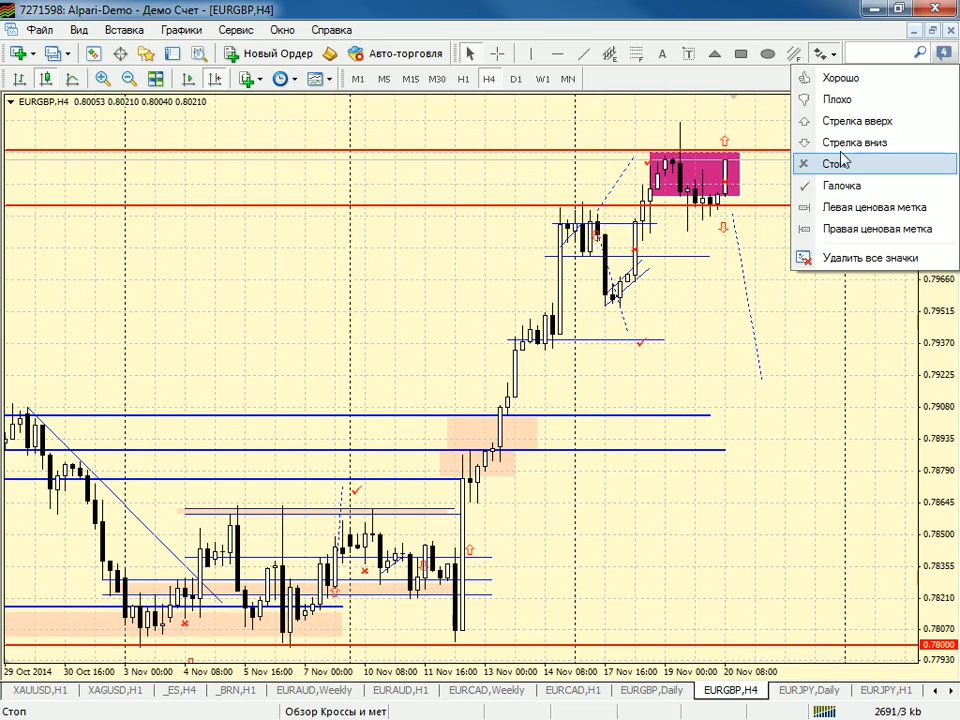 7271598: Alpari-Demo - Демо Счет - [EURGBP,H4]
Файл Вид Вставка Графики Сервис Окно Справка
Новый Ордер Авто-торговля A T 4
M1 M5 M15 M30 H1 H4 D1 W1 MN
EURGBP,H4 0.80053 0.80210 0.80040 0.80210
Хорошо
Плохо
Стрелка вверх
Стрелка вниз
Стоп
Галочка
Левая ценовая метка
Правая ценовая метка
Удалить все значки
0.79660
0.79515
0.79370
0.79225
0.79080
0.78935
0.78790
0.78645
0.78500
0.78355
0.78210
0.78070
0.78000
0.77930
29 Oct 2014 30 Oct 16:00 3 Nov 00:00 4 Nov 08:00 5 Nov 16:00 7 Nov 00:00 10 Nov 08:00 11 Nov 16:00 13 Nov 00:00 14 Nov 08:00 17 Nov 16:00 19 Nov 00:00 20 Nov 08:00
XAUUSD,H1 XAGUSD,H1 _ES,H4 _BRN,H1 EURAUD,Weekly EURAUD,H1 EURCAD,Weekly EURCAD,H1 EURGBP,Daily EURGBP,H4 EURJPY,Daily EURJPY,H1
Стоп Обзор Кроссы и мет 2691/3 kb